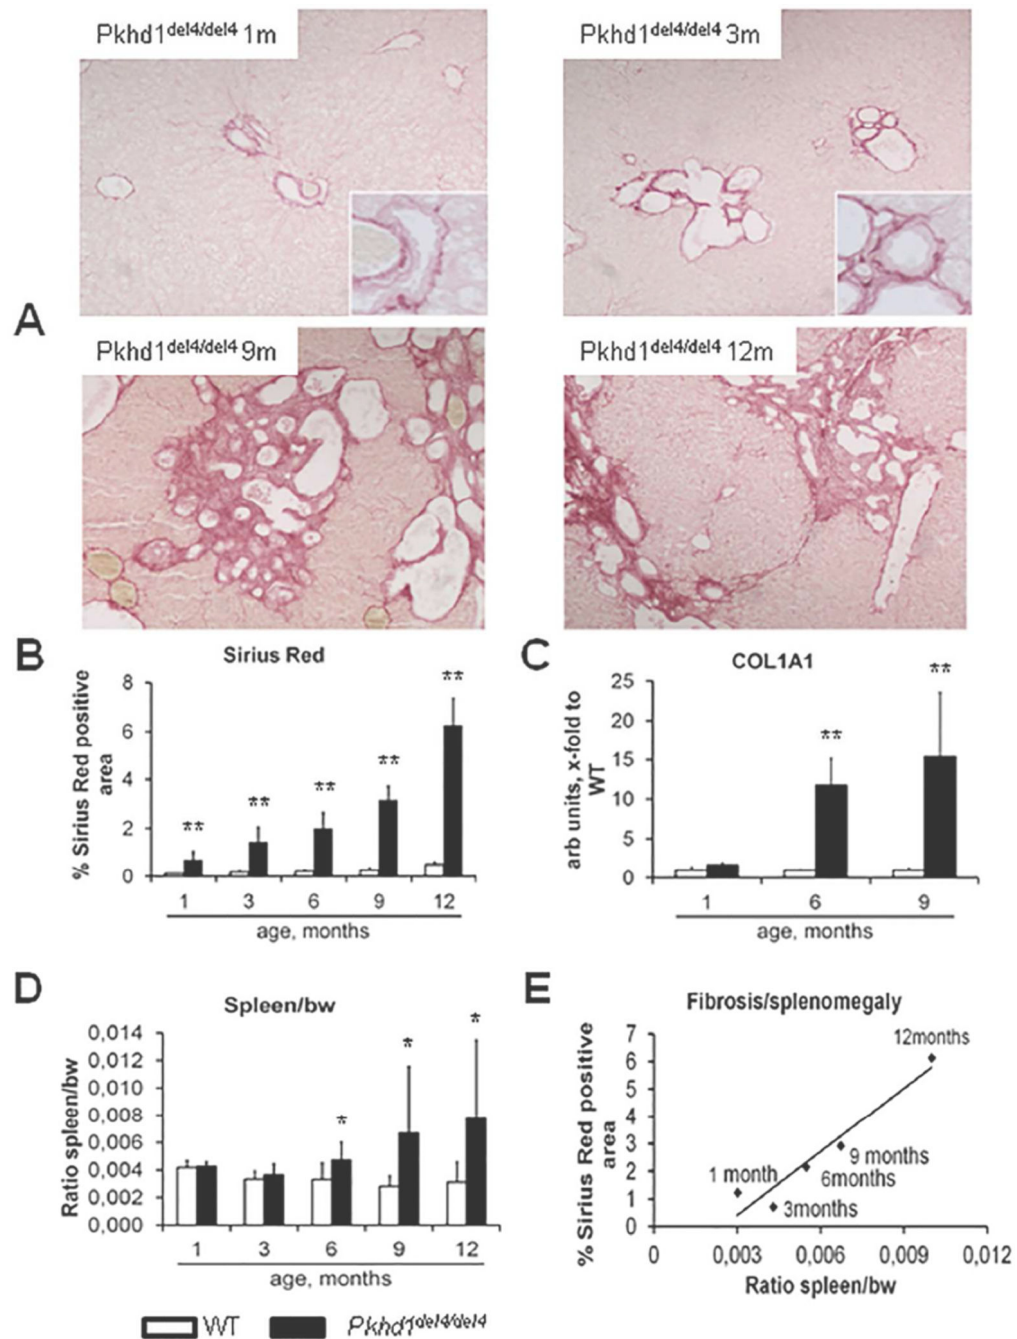 Pkhd1del4/del4 1m
Pkhd1del4/del4 3m
A
Pkhd1del4/del4 9m
Pkhd1del4/del4 12m
B
Sirius Red
% Sirius Red positive
area
8
6
4
2
0
**
**
**
**
**
1 3 6 9 12
age, months
C
COL1A1
arb units, x-fold to
WT
25
20
15
10
5
0
**
**
1 6 9
age, months
D
Spleen/bw
Ratio spleen/bw
0,014
0,012
0,010
0,008
0,006
0,004
0,002
0,000
*
*
*
1 3 6 9 12
age, months
E
Fibrosis/splenomegaly
% Sirius Red positive
area
7
6
5
4
3
2
1
0
12months
9 months
6months
1 month
3months
0 0,003 0,006 0,009 0,012
Ratio spleen/bw
WT Pkhd1del4/del4